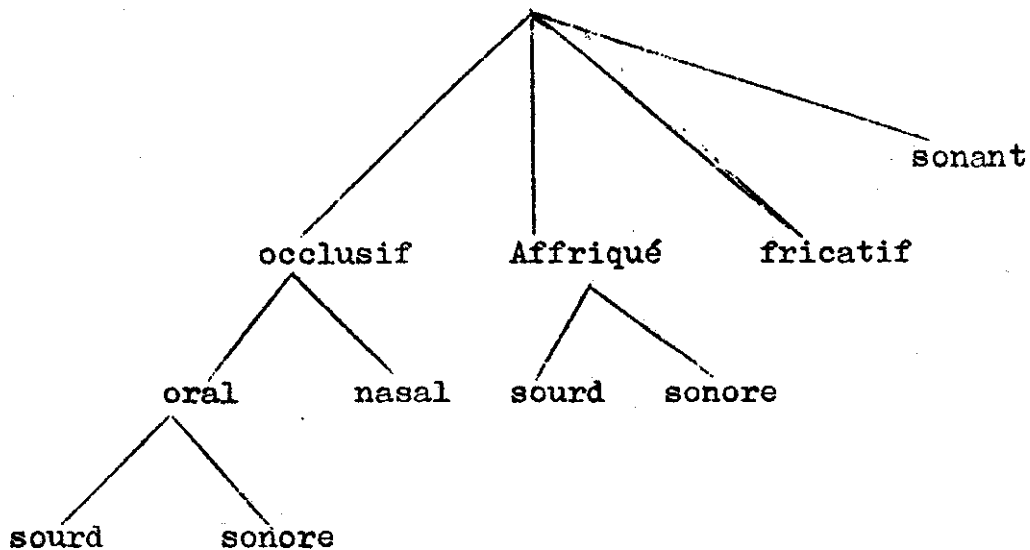 sonant
occlusif Affriqué fricatif
oral nasal sourd sonore
sourd sonore